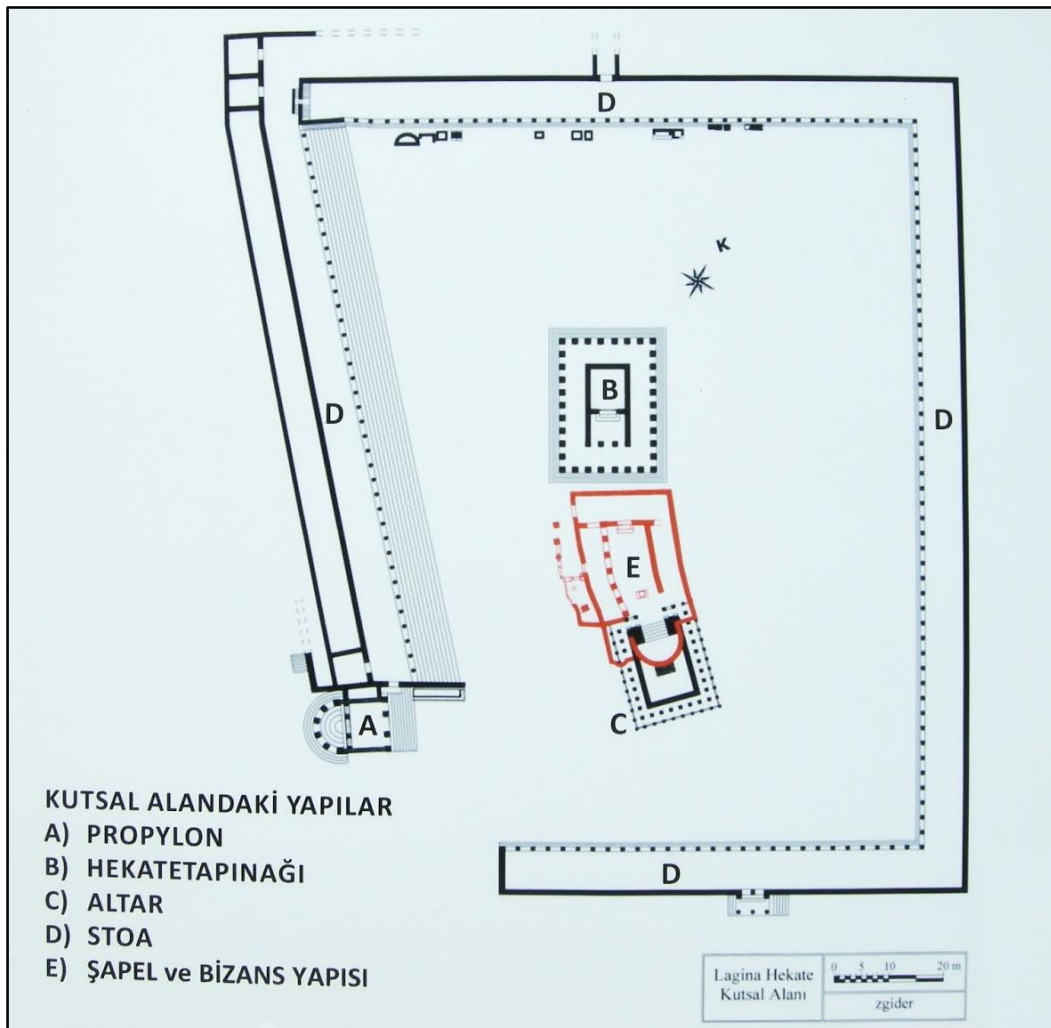 D
K
B
D
D
E
C
A
D
KUTSAL ALANDAKİ YAPILAR
A) PROPYLON
B) HEKATETAPINAĞI
C) ALTAR
D) STOA
E) ŞAPEL ve BİZANS YAPISI
Lagina Hekate
Kutsal Alanı
0 5 10 20 m
zgider